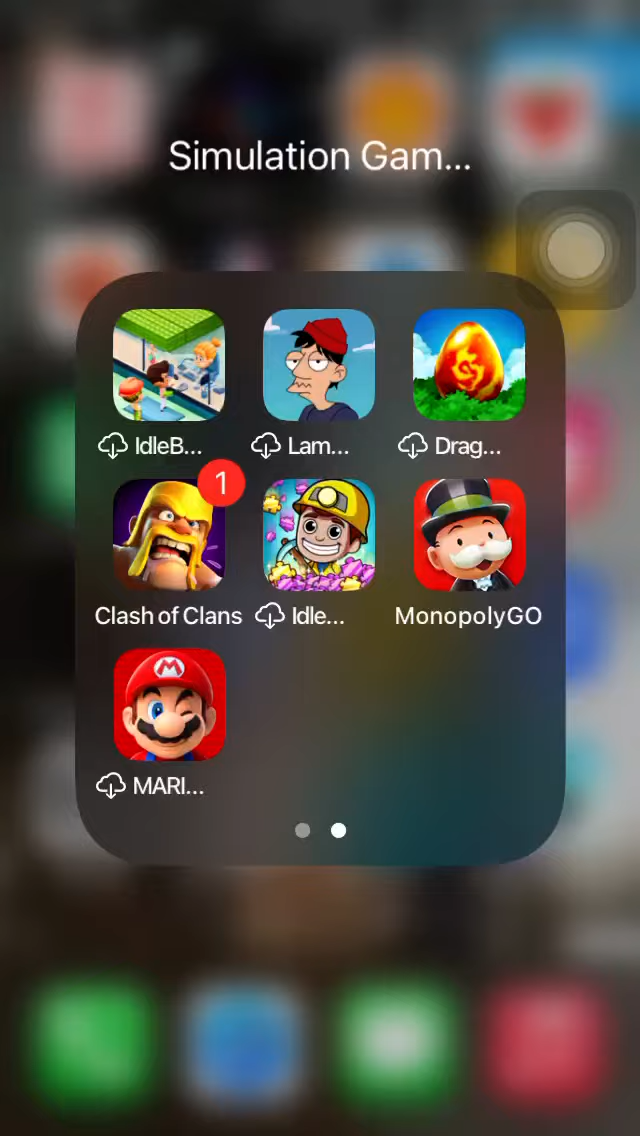 Simulation Gam...
IdleB... Lam... Drag...
1
Clash of Clans Idle... MonopolyGO
M
MARI...